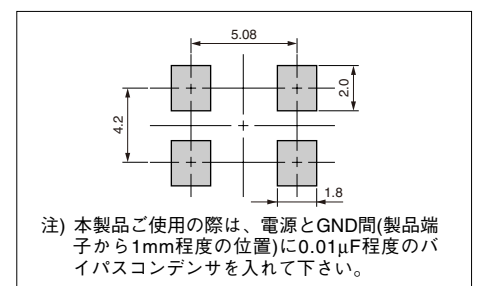 5.08
2.0
4.2
1.8
注) 本製品ご使用の際は、電源とGND間(製品端
子から1mm程度の位置)に0.01μF程度のバ
イパスコンデンサを入れて下さい。